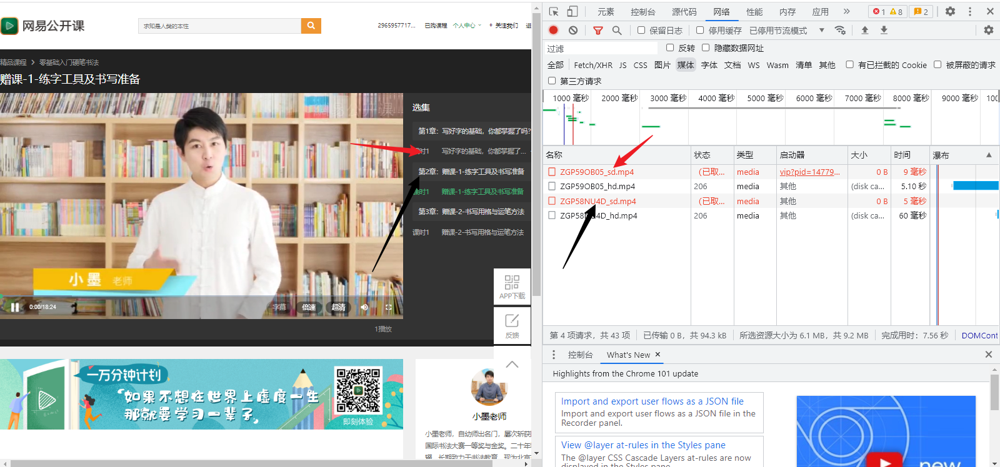 网易公开课
求知是人类的本性
2965957717...
已购课程
个人中心
+ 关注我们
进
精品课程 > 零基础入门硬笔书法
赠课-1-练字工具及书写准备
选集
第1章: 写好字的基础，你都掌握了吗?
课时1 写好字的基础，你都掌握了...
第2章: 赠课-1-练字工具及书写准备
课时1 赠课-1-练字工具及书写准备
第3章: 赠课-2-书写用格与运笔方法
课时1 赠课-2-书写用格与运笔方法
小墨 老师
0:00/18:24
字幕
倍速
超清
1播放
APP下载
反馈
一万分钟计划
“如果不想在世界上虚度一生
那就要学习一辈子”
即刻体验
小墨老师
小墨老师，自幼师出名门，屡次斩获
国际书法大赛一等奖与金奖。二十年
元素 控制台 源代码 网络 性能 内存 应用 » 1 8 2
保留日志 停用缓存 已停用节流模式
过滤 反转 隐藏数据网址
全部 Fetch/XHR JS CSS 图片 媒体 字体 文档 WS Wasm 清单 其他 有已拦截的 Cookie 被屏蔽的请求
第三方请求
1000 毫秒 2000 毫秒 3000 毫秒 4000 毫秒 5000 毫秒 6000 毫秒 7000 毫秒 8000 毫秒 9000 毫秒 100
名称 状态 类型 启动器 大小 时间 瀑布
ZGP59OB05_sd.mp4 (已取... media vip?pid=14779... 0 B 9 毫秒
ZGP59OB05_hd.mp4 206 media 其他 (disk ca... 5.10 秒
ZGP58NU4D_sd.mp4 (已取... media 其他 0 B 5 毫秒
ZGP58NU4D_hd.mp4 206 media 其他 (disk ca... 60 毫秒
第 4 项请求，共 43 项 已传输 0 B，共 94.3 kB 所选资源大小为 6.1 MB，共 9.2 MB 完成用时：7.56 秒 DOMCont
控制台 What's New ×
Highlights from the Chrome 101 update
Import and export user flows as a JSON file
Import and export user flows as a JSON file in the
Recorder panel.
View @layer at-rules in the Styles pane
The @layer CSS Cascade Layers at-rules are now
displayed in the Styles pane
new